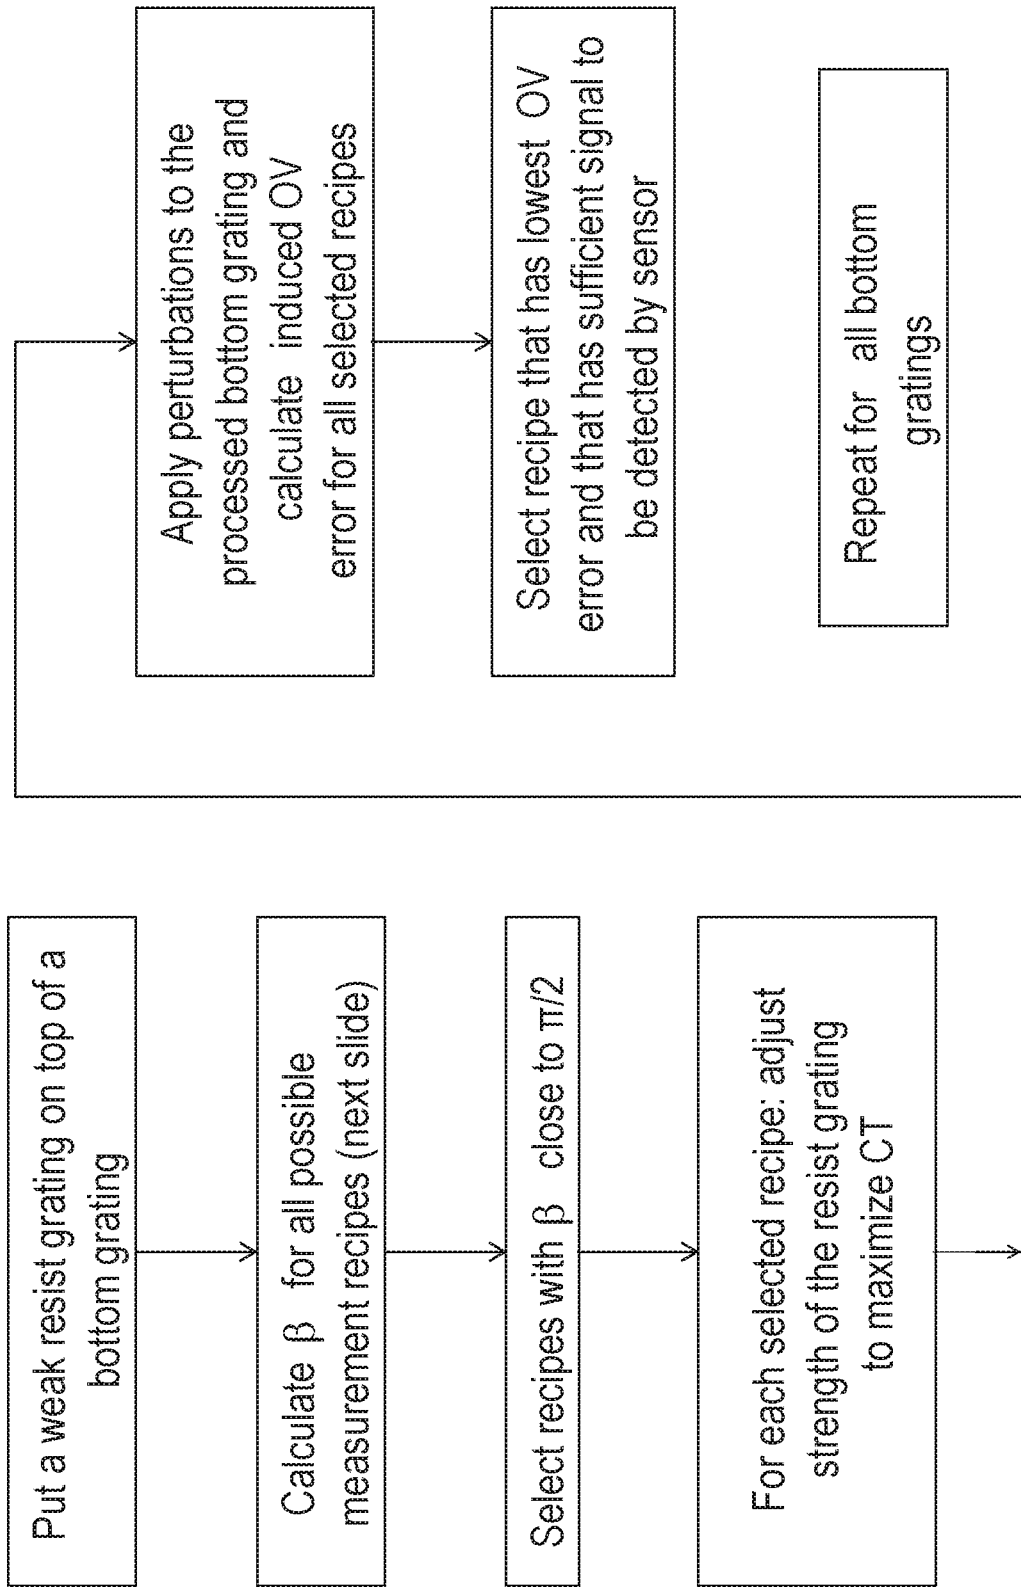 Put a weak resist grating on top of a
bottom grating
Calculate β for all possible
measurement recipes (next slide)
Select recipes with β close to π/2
For each selected recipe: adjust
strength of the resist grating
to maximize CT
Apply perturbations to the
processed bottom grating and
calculate induced OV
error for all selected recipes
Select recipe that has lowest OV
error and that has sufficient signal to
be detected by sensor
Repeat for all bottom
gratings